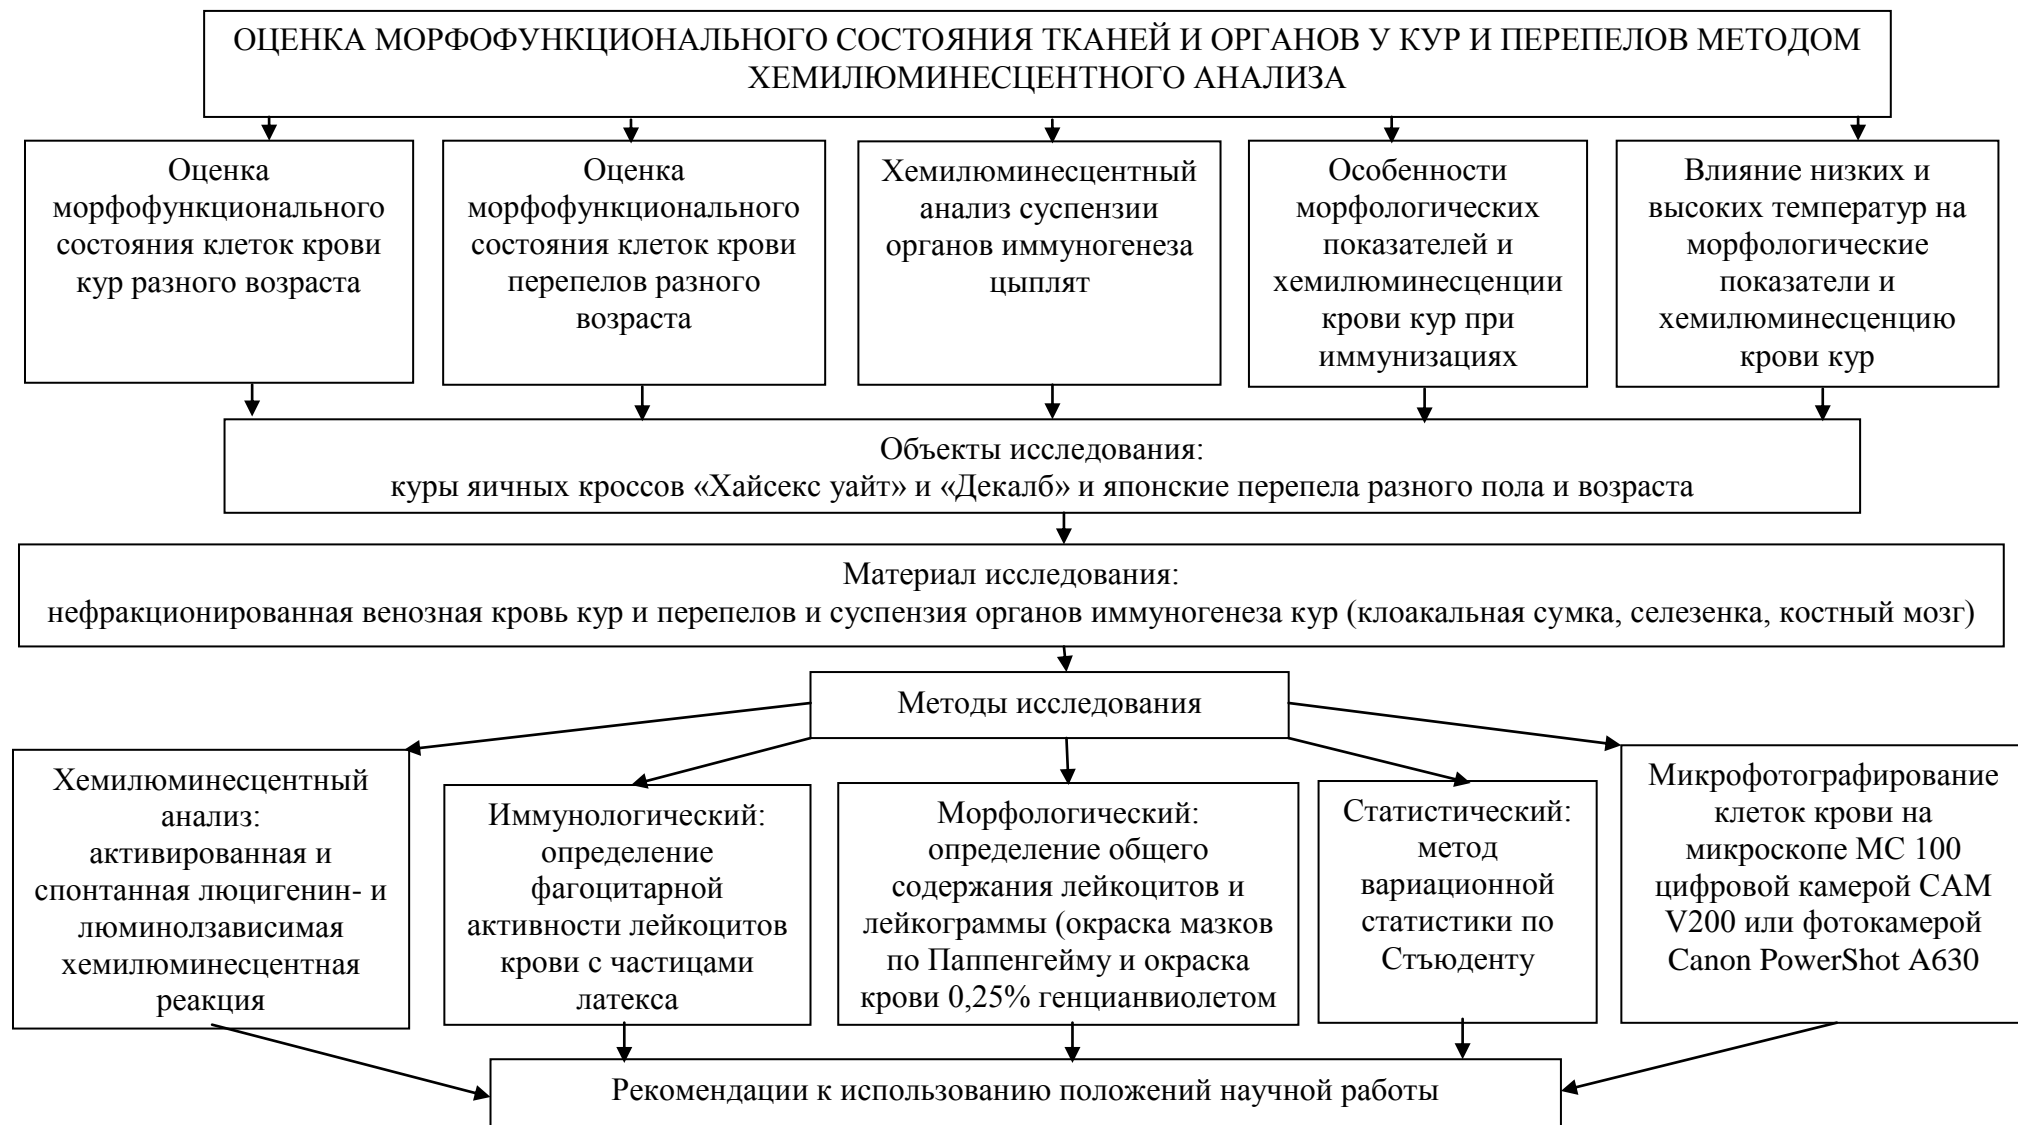 ОЦЕНКА МОРФОФУНКЦИОНАЛЬНОГО СОСТОЯНИЯ ТКАНЕЙ И ОРГАНОВ У КУР И ПЕРЕПЕЛОВ МЕТОДОМ
ХЕМИЛЮМИНЕСЦЕНТНОГО АНАЛИЗА
Оценка
морфофункционального
состояния клеток крови
кур разного возраста
Оценка
морфофункционального
состояния клеток крови
перепелов разного
возраста
Хемилюминесцентный
анализ суспензии
органов иммуногенеза
цыплят
Особенности
морфологических
показателей и
хемилюминесценции
крови кур при
иммунизациях
Влияние низких и
высоких температур на
морфологические
показатели и
хемилюминесценцию
крови кур
Объекты исследования:
куры яичных кроссов «Хайсекс уайт» и «Декалб» и японские перепела разного пола и возраста
Материал исследования:
нефракционированная венозная кровь кур и перепелов и суспензия органов иммуногенеза кур (клоакальная сумка, селезенка, костный мозг)
Методы исследования
Хемилюминесцентный
анализ:
активированная и
спонтанная люцигенин- и
люминолзависимая
хемилюминесцентная
реакция
Иммунологический:
определение
фагоцитарной
активности лейкоцитов
крови с частицами
латекса
Морфологический:
определение общего
содержания лейкоцитов и
лейкограммы (окраска мазков
по Паппенгейму и окраска
крови 0,25% генцианвиолетом
Статистический:
метод
вариационной
статистики по
Стъюденту
Микрофотографирование
клеток крови на
микроскопе МС 100
цифровой камерой CAM
V200 или фотокамерой
Canon PowerShot A630
Рекомендации к использованию положений научной работы